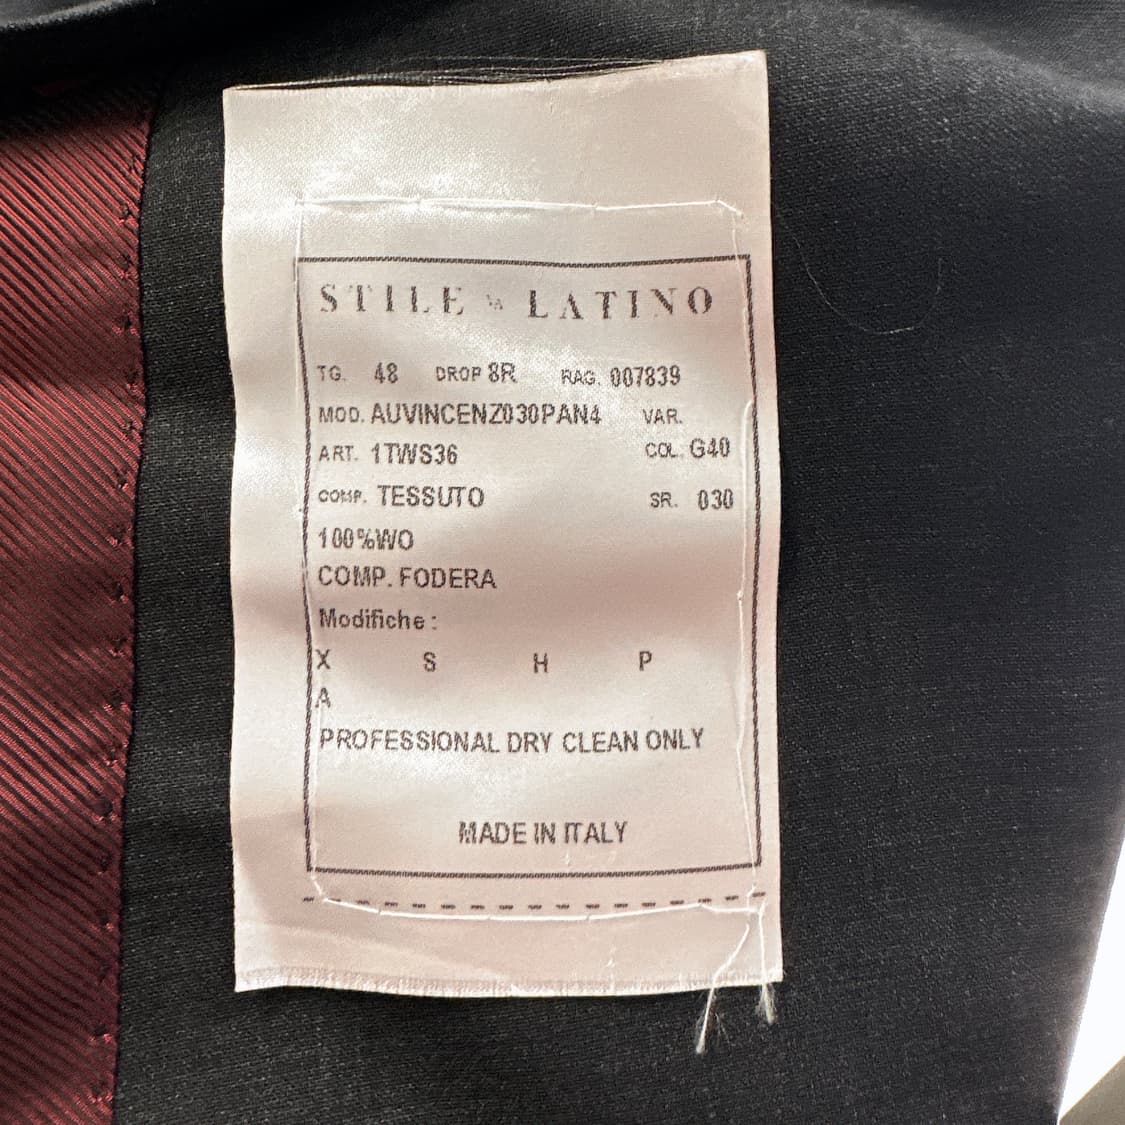 STILE LATINO
TG. 48 DROP 8R RAG. 007839
MOD. AUVINCENZ030PAN4 VAR.
ART. 1TWS36 COL. G40
COMP. TESSUTO SR. 030
100%WO
COMP. FODERA
Modifiche :
X S H P
A
PROFESSIONAL DRY CLEAN ONLY
MADE IN ITALY